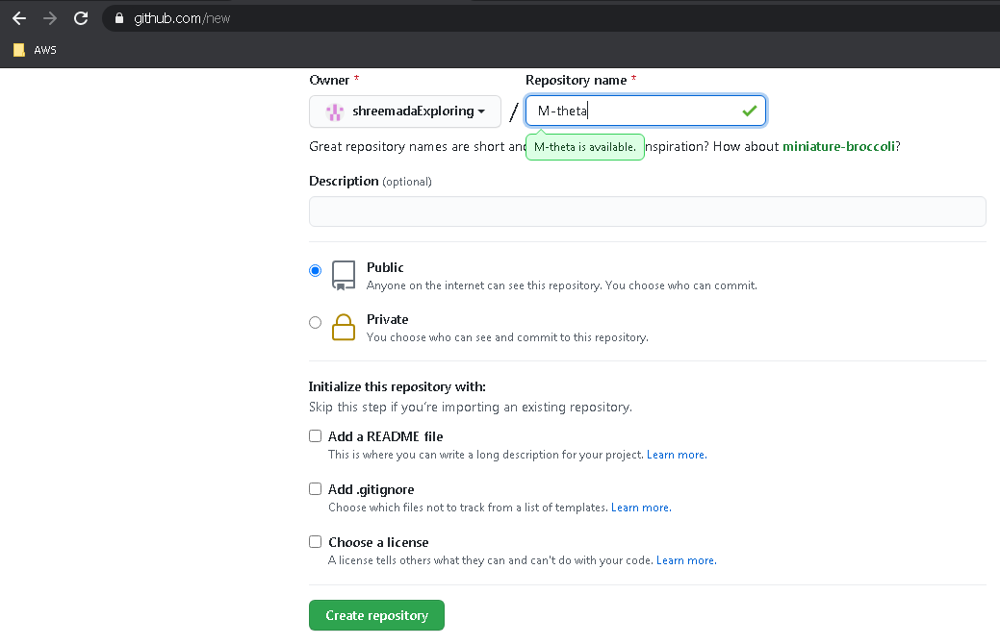 github.com/new
AWS
Owner * Repository name *
shreemadaExploring / M-theta
Great repository names are short and M-theta is available. nspiration? How about miniature-broccoli?
Description (optional)
Public
Anyone on the internet can see this repository. You choose who can commit.
Private
You choose who can see and commit to this repository.
Initialize this repository with:
Skip this step if you're importing an existing repository.
Add a README file
This is where you can write a long description for your project. Learn more.
Add .gitignore
Choose which files not to track from a list of templates. Learn more.
Choose a license
A license tells others what they can and can't do with your code. Learn more.
Create repository